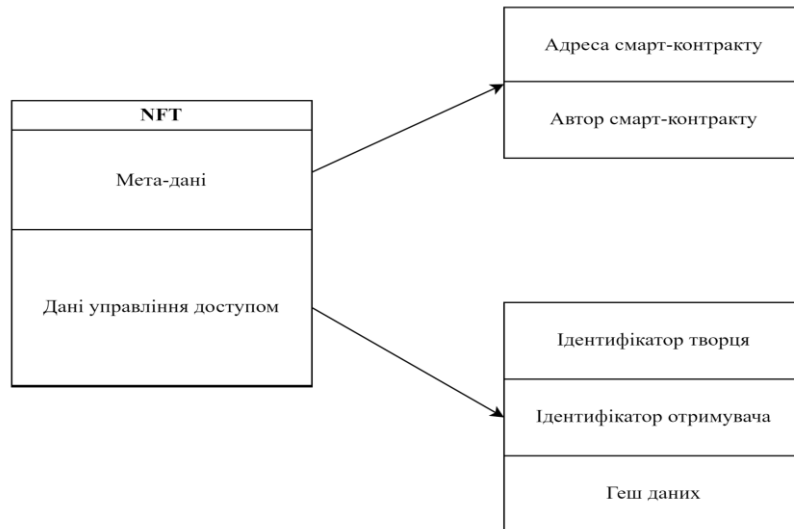 NFT
Мета-дані
Дані управління доступом
Адреса смарт-контракту
Автор смарт-контракту
Ідентифікатор творця
Ідентифікатор отримувача
Геш даних